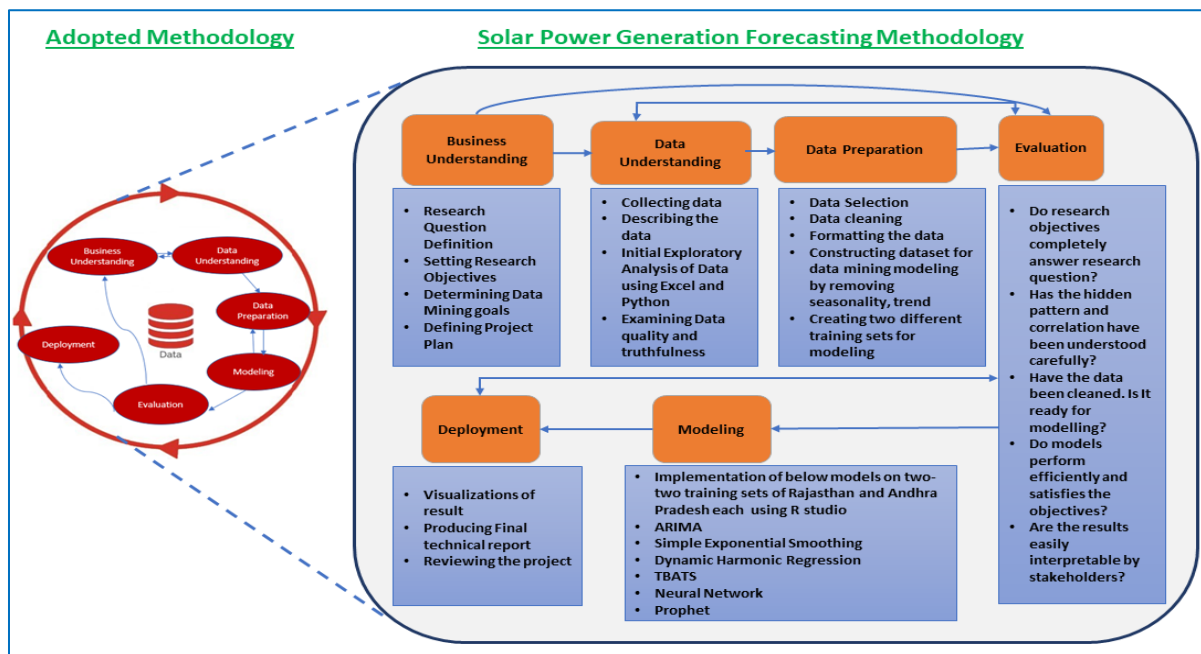 Adopted Methodology
Solar Power Generation Forecasting Methodology
Business
Understanding
Data
Understanding
Data
Preparation
Modeling
Evaluation
Deployment
Data
Business
Understanding
Data
Understanding
Data Preparation
Evaluation
• Research
Question
Definition
• Setting Research
Objectives
• Determining Data
Mining goals
• Defining Project
Plan
• Collecting data
• Describing the
data
• Initial Exploratory
Analysis of Data
using Excel and
Python
• Examining Data
quality and
truthfulness
• Data Selection
• Data cleaning
• Formatting the data
• Constructing dataset for
data mining modeling
by removing
seasonality, trend
• Creating two different
training sets for
modeling
• Do research
objectives
completely
answer research
question?
• Has the hidden
pattern and
correlation have
been understood
carefully?
• Have the data
been cleaned. Is It
ready for
modelling?
• Do models
perform
efficiently and
satisfies the
objectives?
• Are the results
easily
interpretable by
stakeholders?
Deployment
Modeling
• Visualizations of
result
• Producing Final
technical report
• Reviewing the project
• Implementation of below models on two-
two training sets of Rajasthan and Andhra
Pradesh each using R studio
• ARIMA
• Simple Exponential Smoothing
• Dynamic Harmonic Regression
• TBATS
• Neural Network
• Prophet